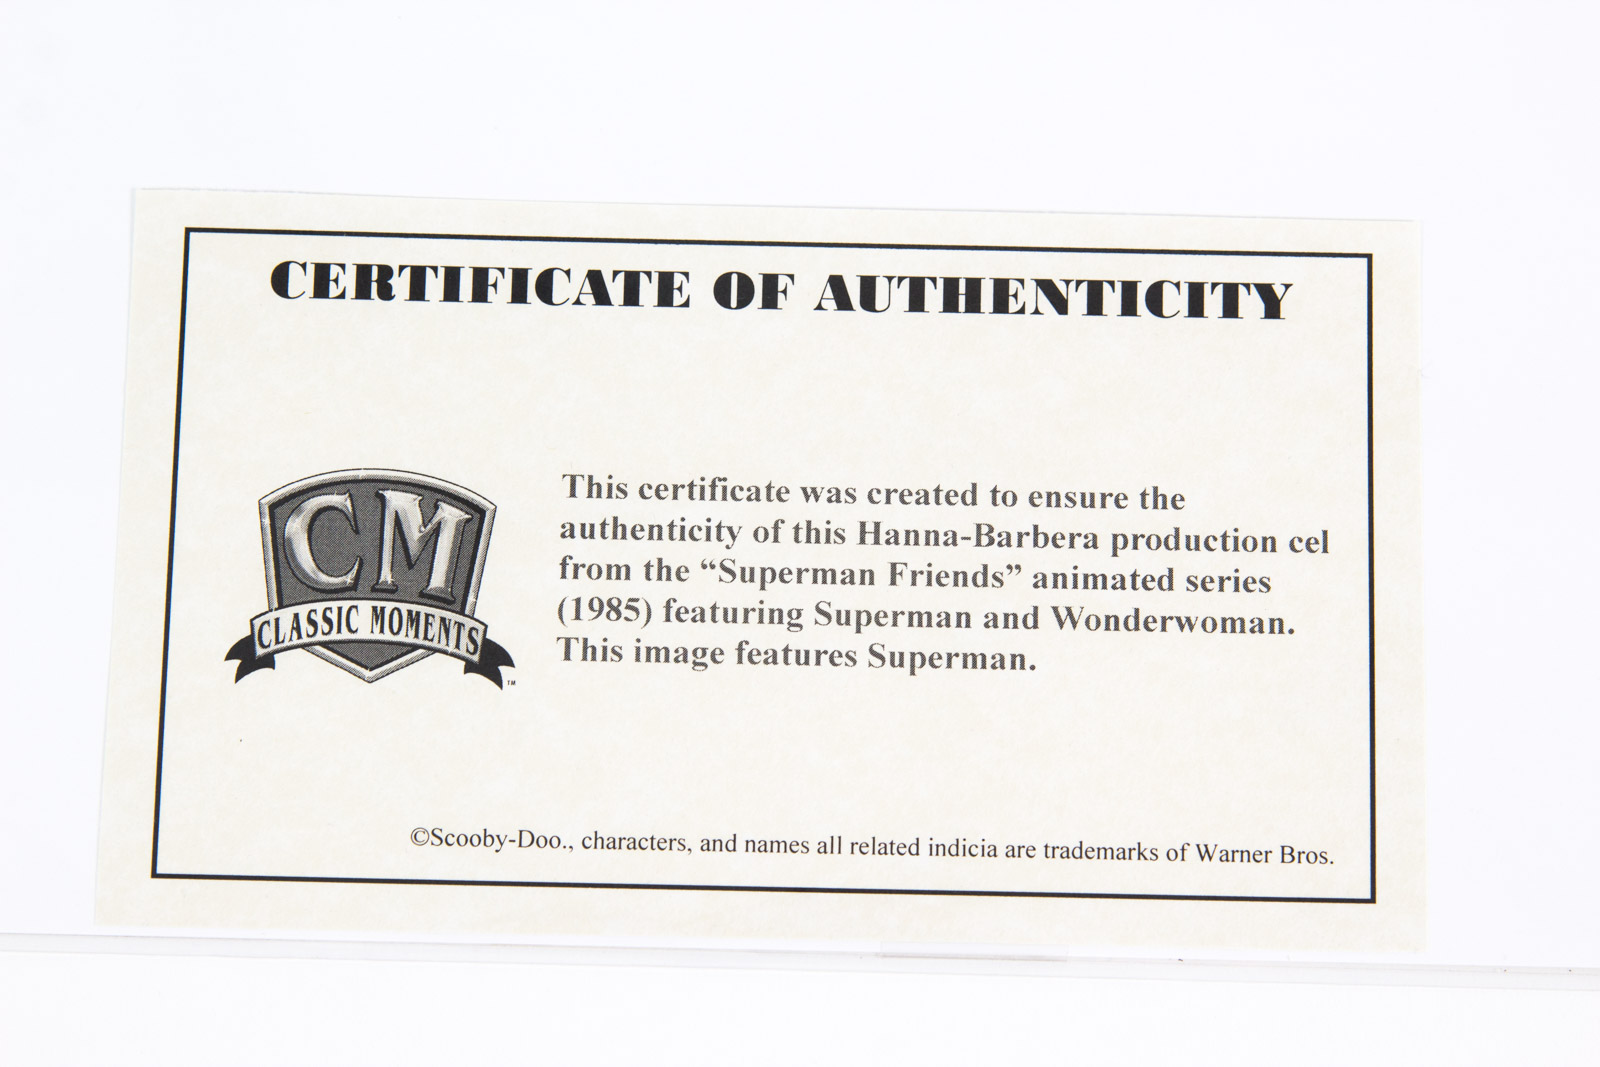 CERTIFICATE OF AUTHENTICITY
CM
CLASSIC MOMENTS
TM
This certificate was created to ensure the
authenticity of this Hanna-Barbera production cel
from the “Superman Friends” animated series
(1985) featuring Superman and Wonderwoman.
This image features Superman.
©Scooby-Doo., characters, and names all related indicia are trademarks of Warner Bros.